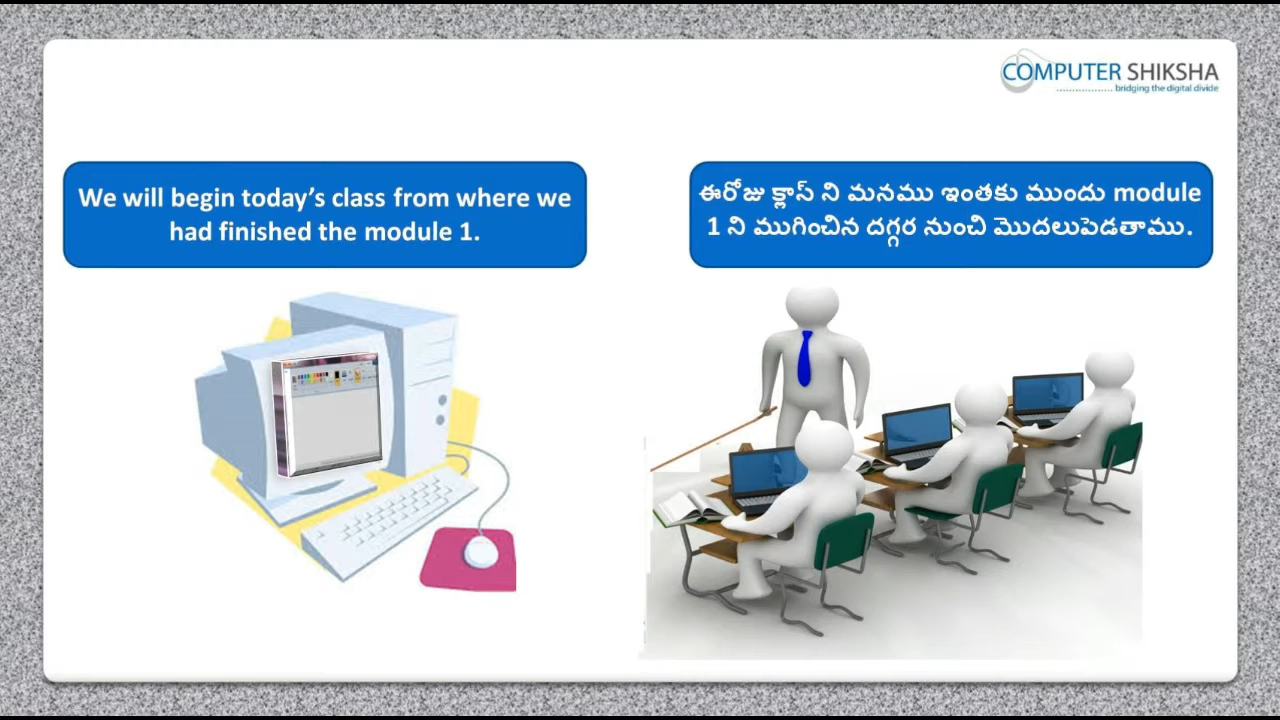 COMPUTER SHIKSHA
bridging the digital divide
We will begin today's class from where we
had finished the module 1.
ఈరోజు క్లాస్ ని మనము ఇంతకు ముందు module
1 ని ముగించిన దగ్గర నుంచి మొదలుపెడతాము.